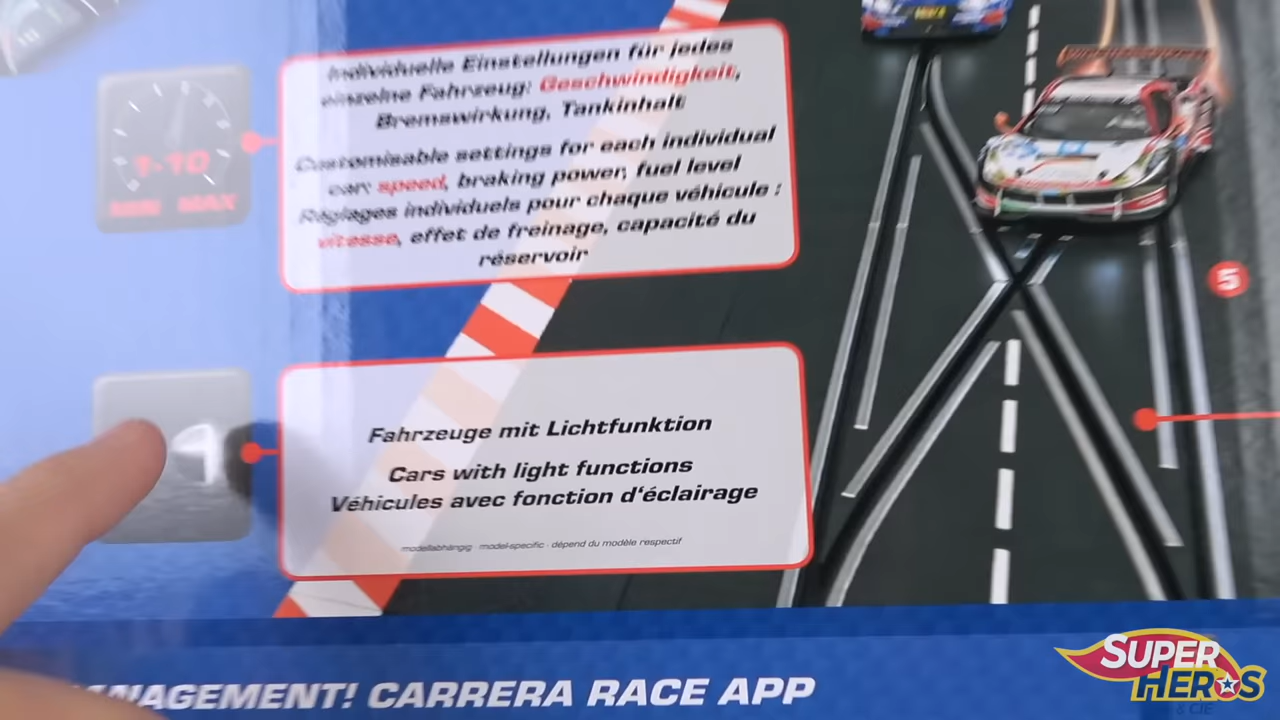 Individuelle Einstellungen für jedes
einzelne Fahrzeug: Geschwindigkeit,
Bremswirkung, Tankinhalt
Customisable settings for each individual
car: speed, braking power, fuel level
Réglages individuels pour chaque véhicule :
vitesse, effet de freinage, capacité du
réservoir
1-10
MIN MAX
5
Fahrzeuge mit Lichtfunktion
Cars with light functions
Véhicules avec fonction d‘éclairage
modellabhängig · model-specific · dépend du modèle respectif
NAGEMENT! CARRERA RACE APP
SUPER
HEROS
& CIE